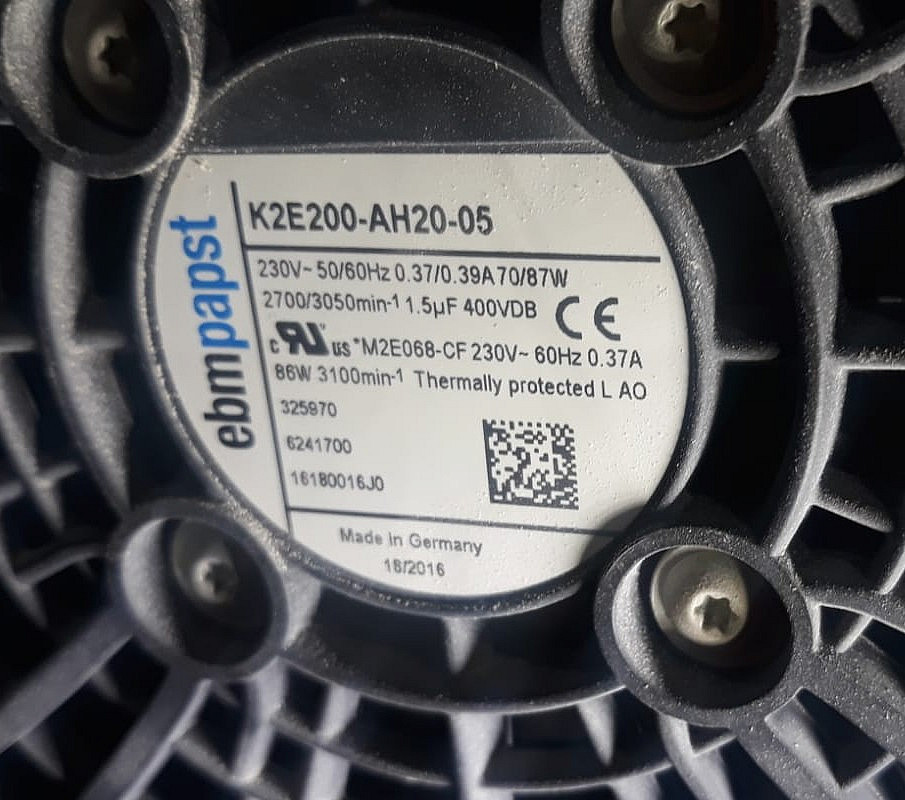 ebmpapst
K2E200-AH20-05
230V~ 50/60Hz 0.37/0.39A 70/87W
2700/3050min-1 1.5µF 400VDB CE
c RU us *M2E068-CF 230V~ 60Hz 0.37A
86W 3100min-1 Thermally protected L AO
325970
6241700
16180016J0
Made in Germany
18/2016